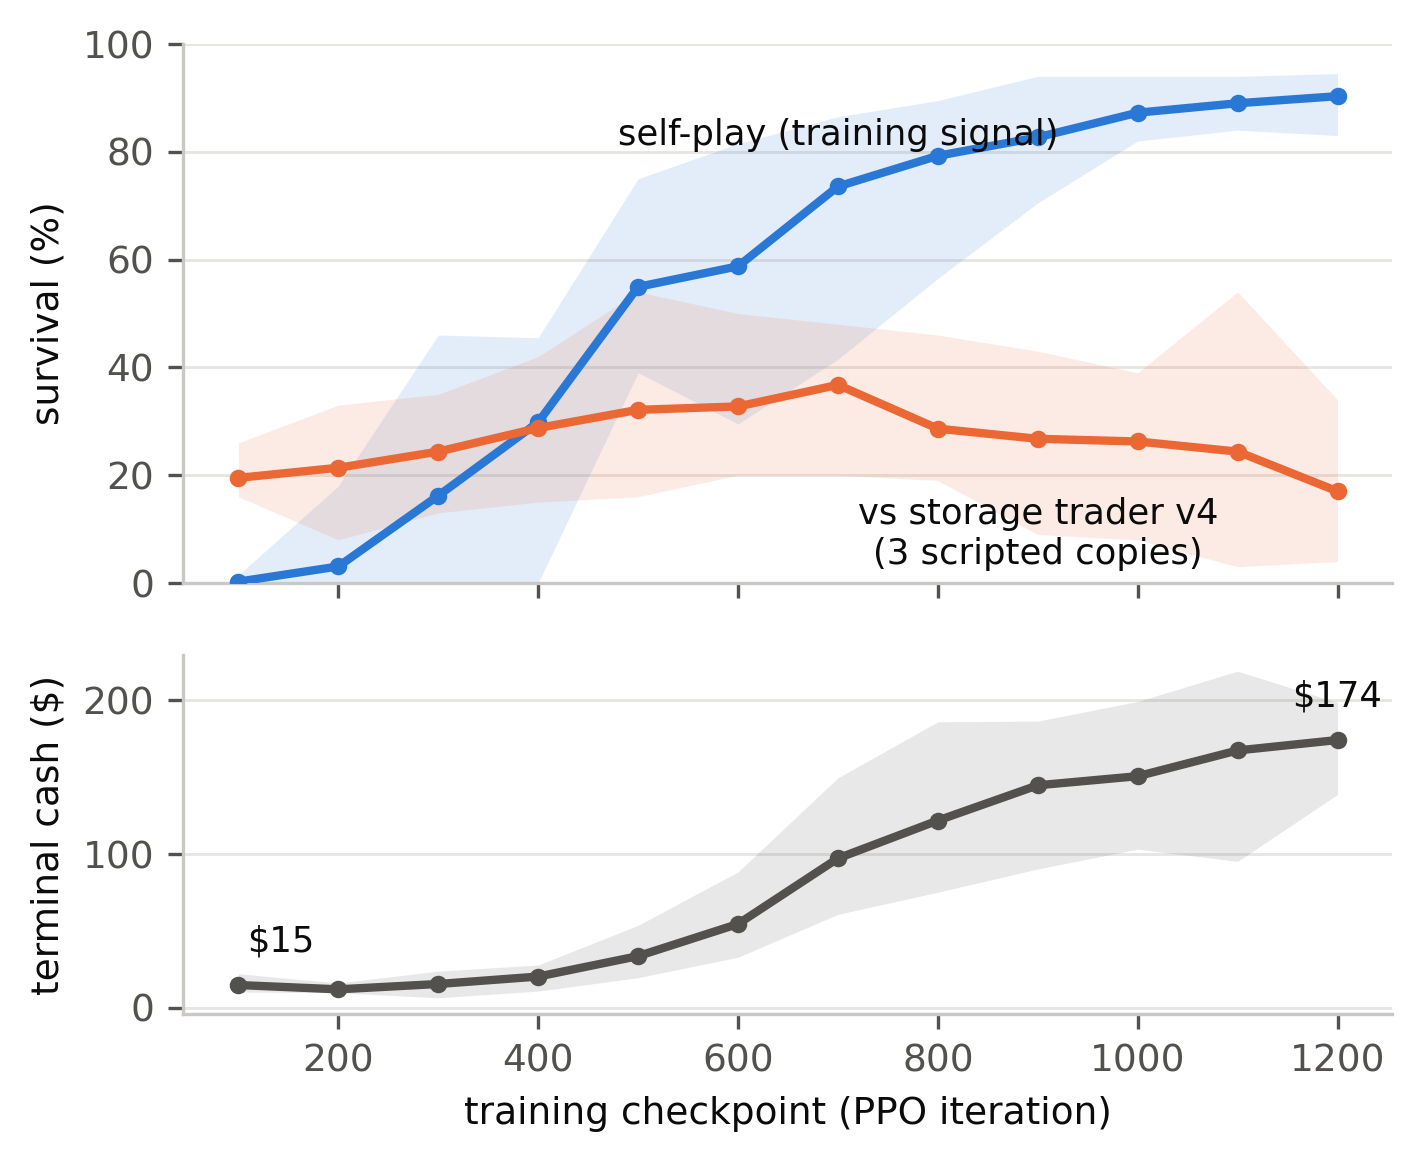 100
80
60
40
20
0
survival (%)
self-play (training signal)
vs storage trader v4
(3 scripted copies)
200
100
0
terminal cash ($)
$15
$174
200 400 600 800 1000 1200
training checkpoint (PPO iteration)